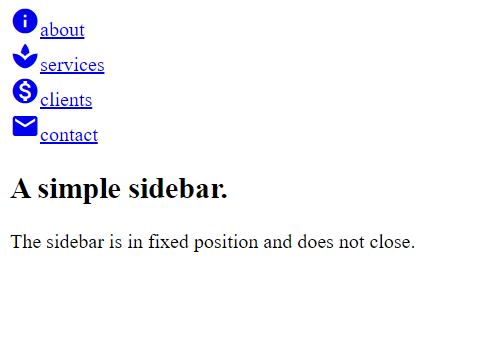 about
services
clients
contact
A simple sidebar.
The sidebar is in fixed position and does not close.